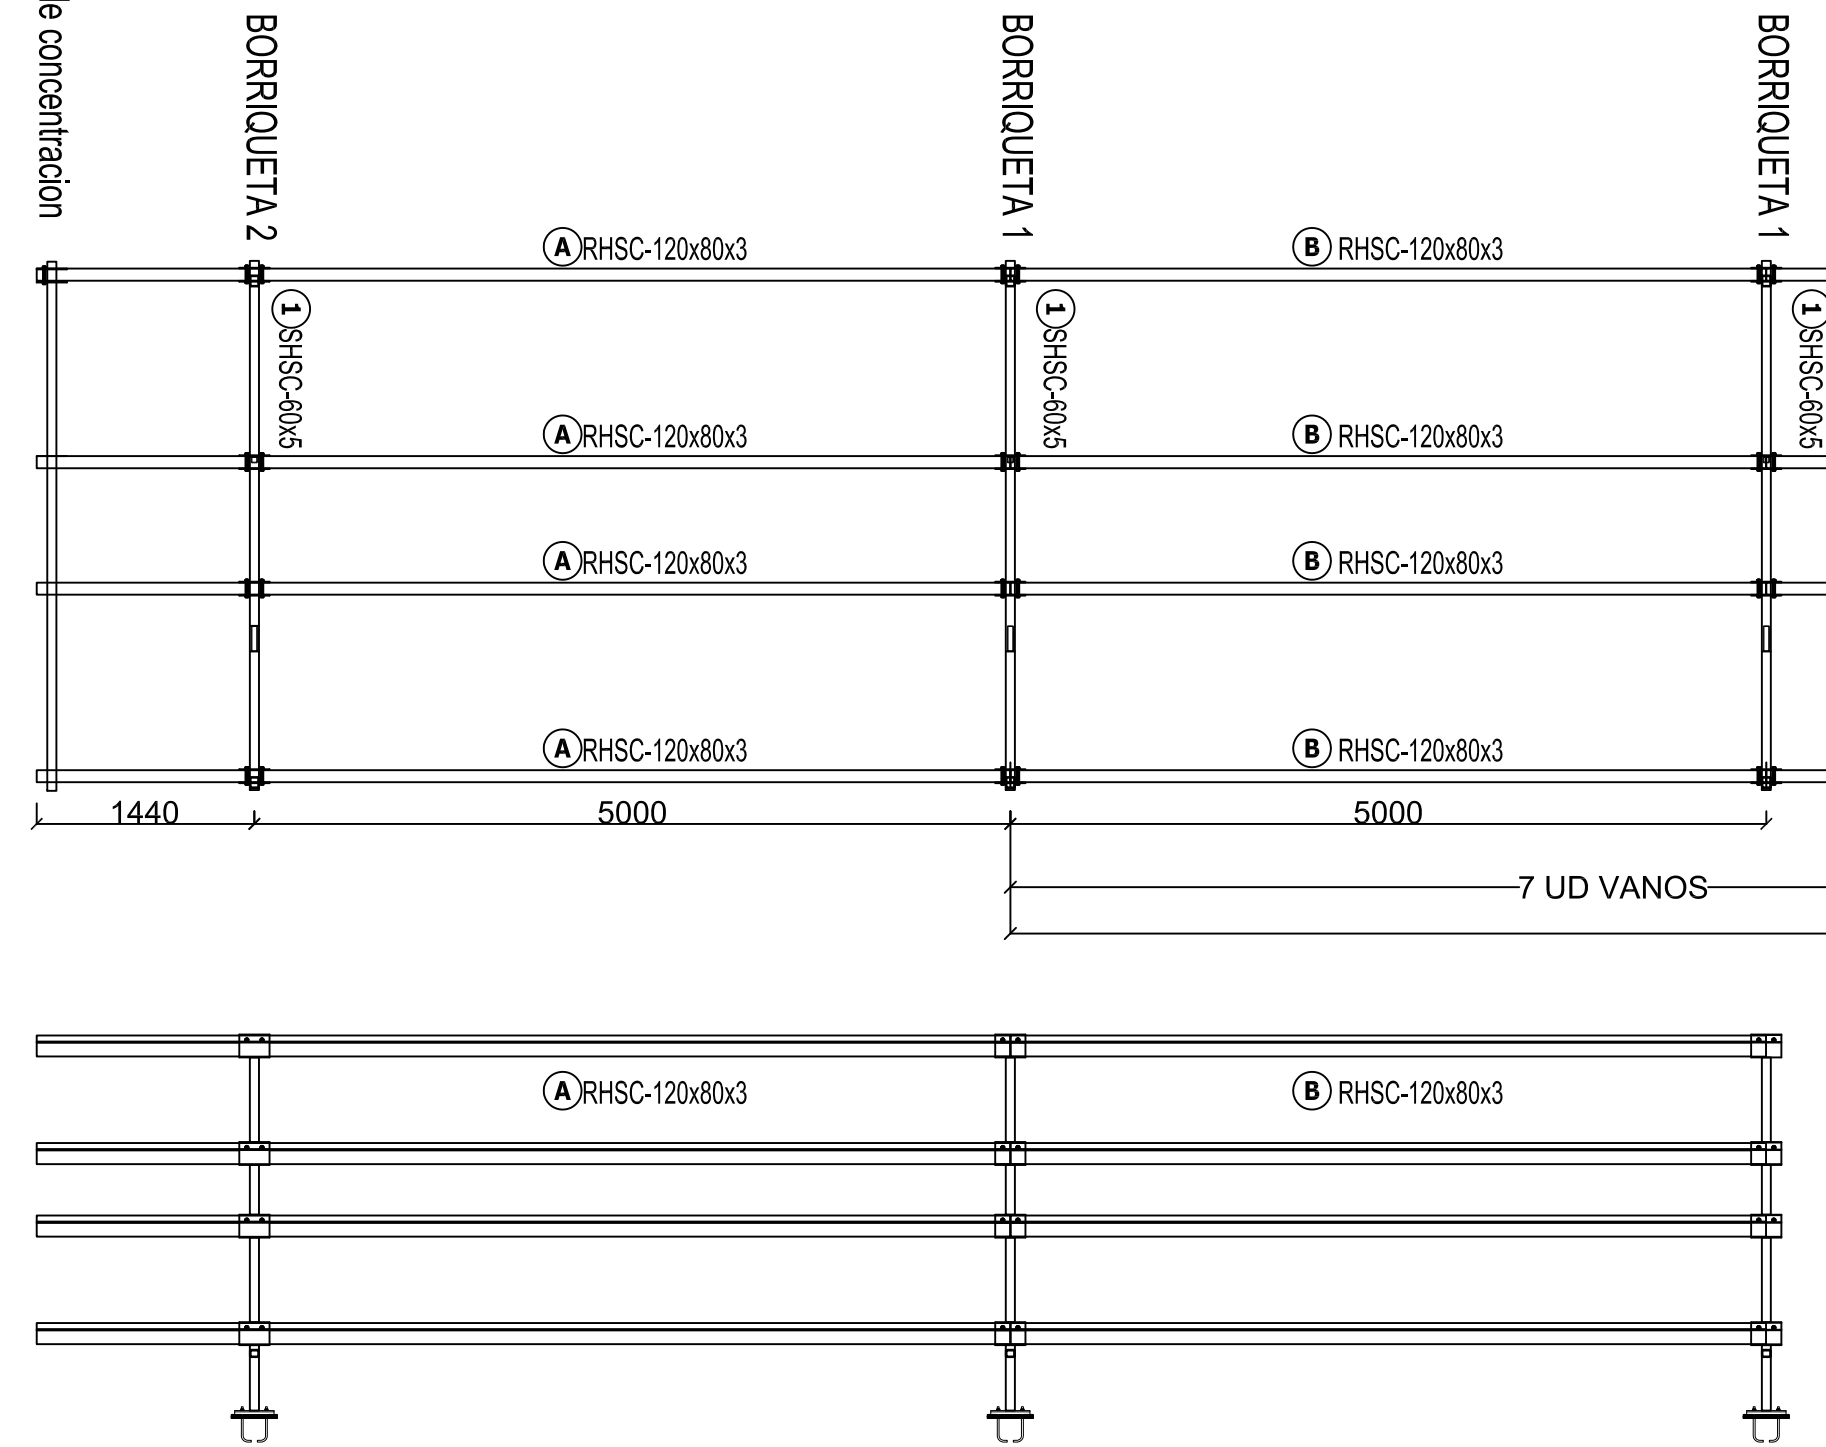 de concentracion
BORRIQUETA 2
BORRIQUETA 1
BORRIQUETA 1
A RHSC-120x80x3
B RHSC-120x80x3
1 SHSC-60x5
1 SHSC-60x5
1 SHSC-60x5
A RHSC-120x80x3
B RHSC-120x80x3
A RHSC-120x80x3
B RHSC-120x80x3
A RHSC-120x80x3
B RHSC-120x80x3
1440
5000
5000
7 UD VANOS
A RHSC-120x80x3
B RHSC-120x80x3